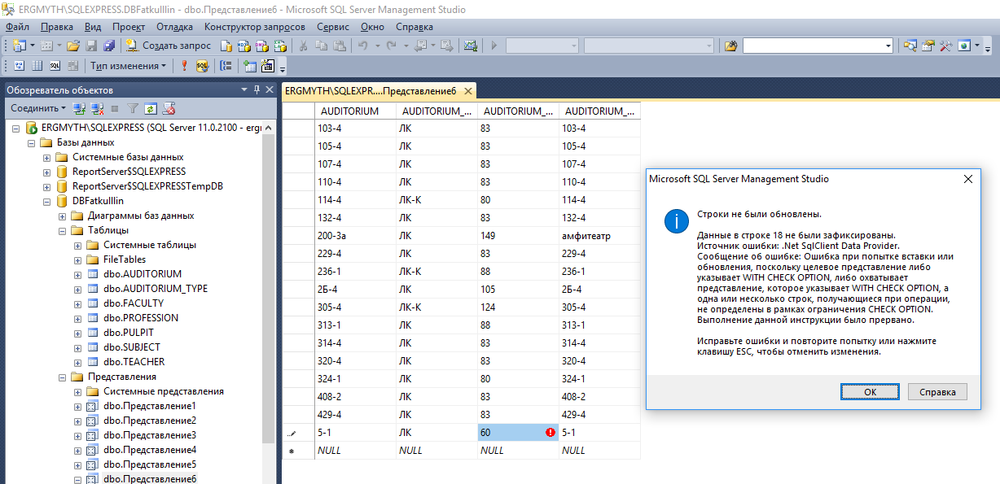 ERGMYTH\SQLEXPRESS.DBFatkulllin - dbo.Представление6 - Microsoft SQL Server Management Studio
Файл Правка Вид Проект Отладка Конструктор запросов Сервис Окно Справка
Создать запрос
Тип изменения
Обозреватель объектов
Соединить
ERGMYTH\SQLEXPRESS (SQL Server 11.0.2100 - erg
Базы данных
Системные базы данных
ReportServer$SQLEXPRESS
ReportServer$SQLEXPRESSTempDB
DBFatkulllin
Диаграммы баз данных
Таблицы
Системные таблицы
FileTables
dbo.AUDITORIUM
dbo.AUDITORIUM_TYPE
dbo.FACULTY
dbo.PROFESSION
dbo.PULPIT
dbo.SUBJECT
dbo.TEACHER
Представления
Системные представления
dbo.Представление1
dbo.Представление2
dbo.Представление3
dbo.Представление4
dbo.Представление5
dbo.Представление6
ERGMYTH\SQLEXPR....Представление6
AUDITORIUM AUDITORIUM_... AUDITORIUM_... AUDITORIUM_...
103-4 ЛК 83 103-4
105-4 ЛК 83 105-4
107-4 ЛК 83 107-4
110-4 ЛК 83 110-4
114-4 ЛК-К 80 114-4
132-4 ЛК 83 132-4
200-3а ЛК 149 амфитеатр
229-4 ЛК 83 229-4
236-1 ЛК-К 88 236-1
2Б-4 ЛК 105 2Б-4
305-4 ЛК-К 124 305-4
313-1 ЛК 88 313-1
314-4 ЛК 83 314-4
320-4 ЛК 83 320-4
324-1 ЛК 80 324-1
408-2 ЛК 83 408-2
429-4 ЛК 83 429-4
5-1 ЛК 60 5-1
NULL NULL NULL NULL
Microsoft SQL Server Management Studio
Строки не были обновлены.
Данные в строке 18 не были зафиксированы.
Источник ошибки: .Net SqlClient Data Provider.
Сообщение об ошибке: Ошибка при попытке вставки или
обновления, поскольку целевое представление либо
указывает WITH CHECK OPTION, либо охватывает
представление, которое указывает WITH CHECK OPTION, а
одна или несколько строк, получающиеся при операции,
не определены в рамках ограничения CHECK OPTION.
Выполнение данной инструкции было прервано.
Исправьте ошибки и повторите попытку или нажмите
клавишу ESC, чтобы отменить изменения.
OK Справка